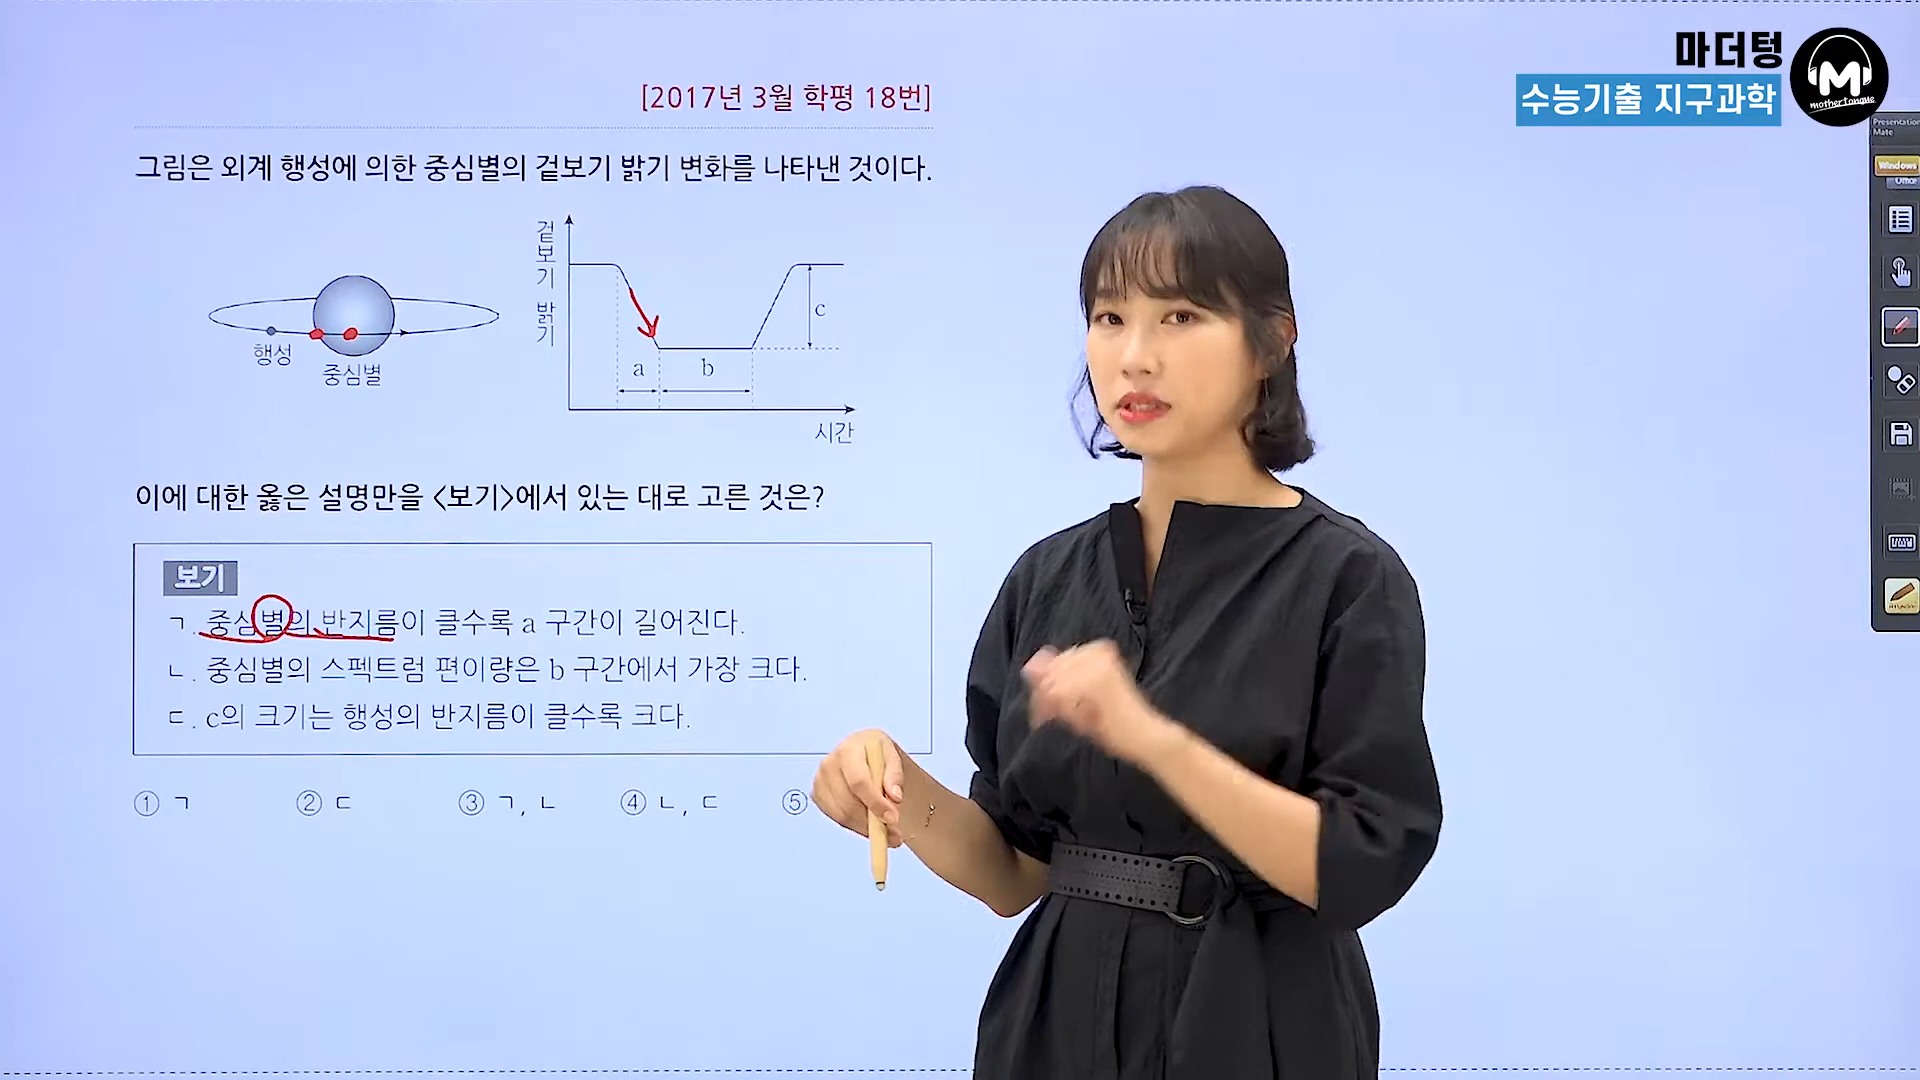 마더텅
수능기출 지구과학
mothertongue
Presentation
Mate
Windows
Office
[2017년 3월 학평 18번]
그림은 외계 행성에 의한 중심별의 겉보기 밝기 변화를 나타낸 것이다.
행성
중심별
겉보기 밝기
a
b
c
시간
이에 대한 옳은 설명만을 <보기>에서 있는 대로 고른 것은?
보기
ㄱ. 중심별의 반지름이 클수록 a 구간이 길어진다.
ㄴ. 중심별의 스펙트럼 편이량은 b 구간에서 가장 크다.
ㄷ. c의 크기는 행성의 반지름이 클수록 크다.
① ㄱ ② ㄷ ③ ㄱ, ㄴ ④ ㄴ, ㄷ ⑤